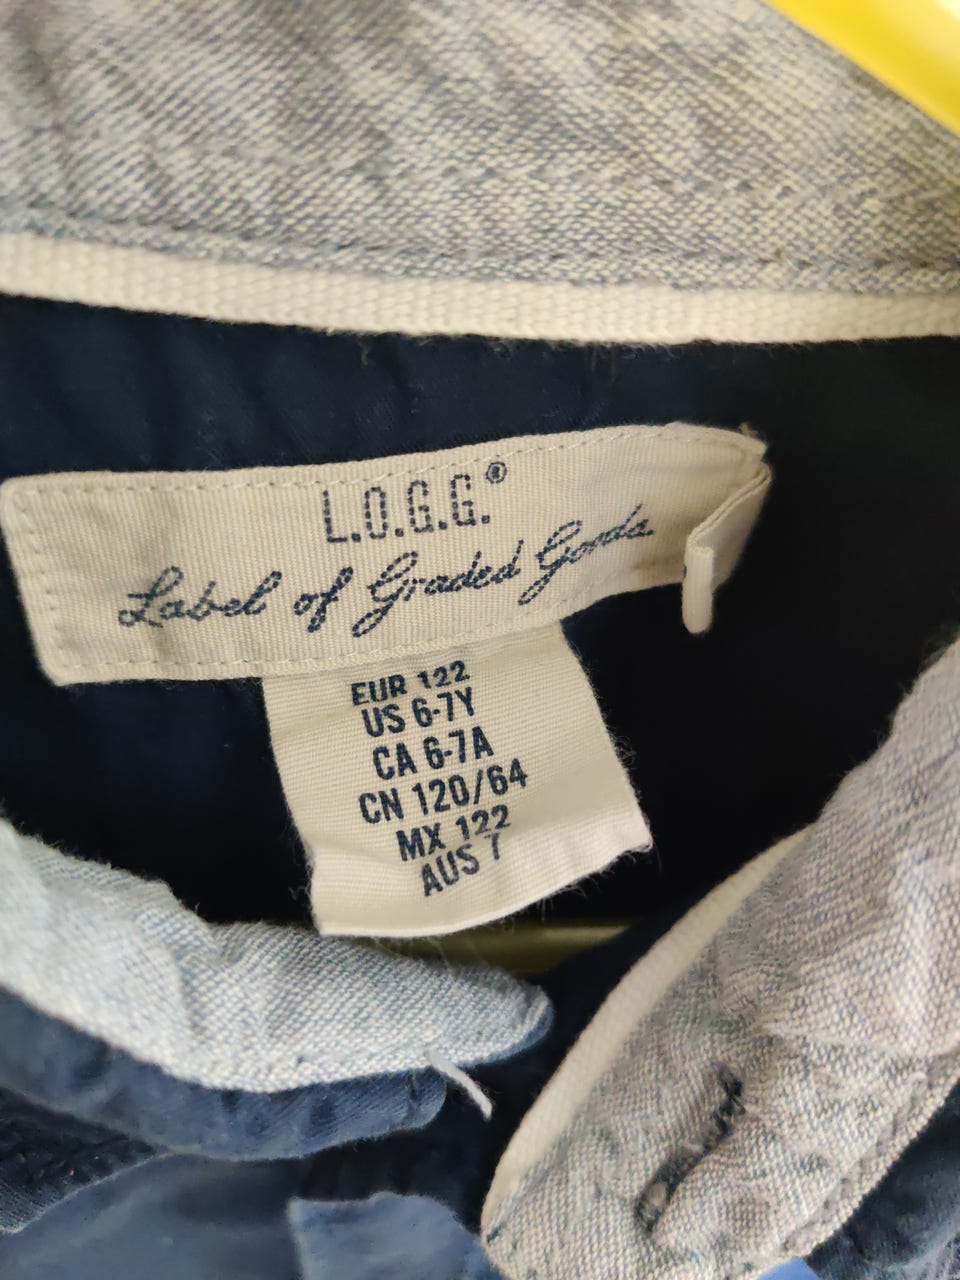 L.O.G.G.®
Label of Graded Goods.
EUR 122
US 6-7Y
CA 6-7A
CN 120/64
MX 122
AUS 7